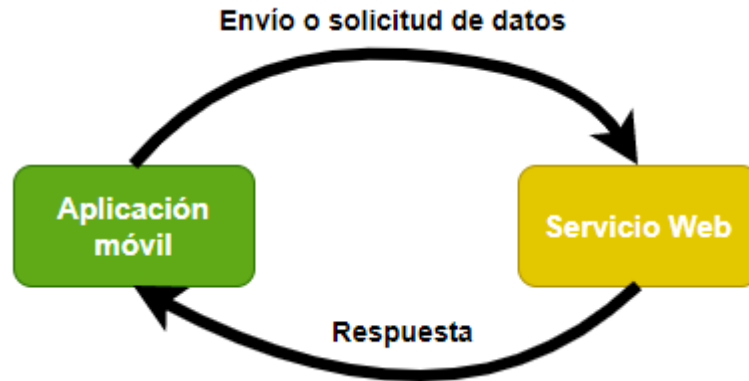 Envío o solicitud de datos
Aplicación
móvil
Servicio Web
Respuesta